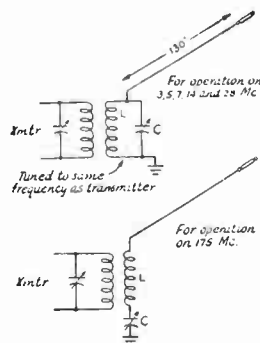 130'
For operation on
3.5, 7, 14 and 28 Mc
Xmtr
L
C
Tuned to same
frequency as transmitter
For operation
on 1.75 Mc.
Xmtr
L
C